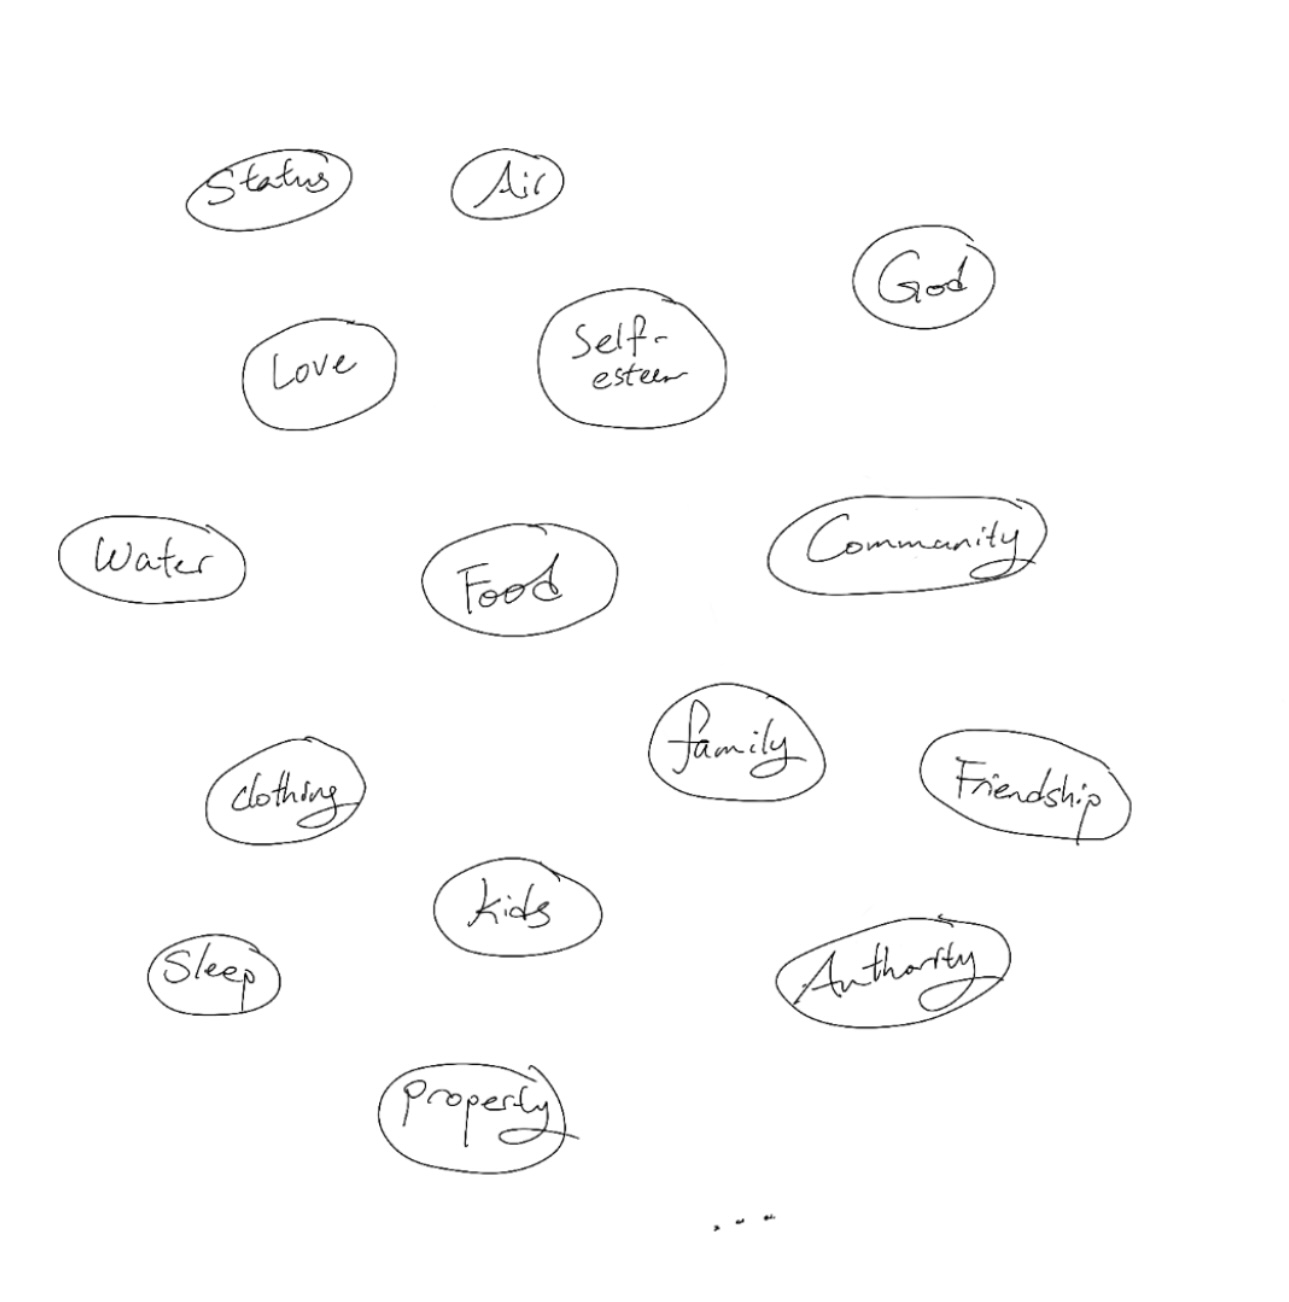 Status
Air
God
Love
Self-
esteem
Water
Food
Community
family
Friendship
clothing
kids
Sleep
Authority
property
...